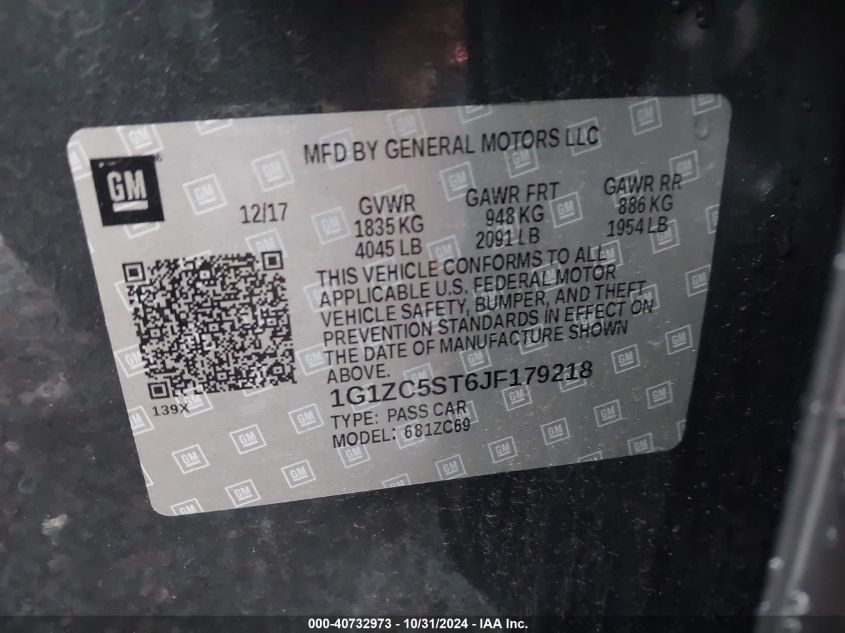 MFD BY GENERAL MOTORS LLC
GM
12/17
GVWR
1835 KG
4045 LB
GAWR FRT
948 KG
2091 LB
GAWR RR
886 KG
1954 LB
THIS VEHICLE CONFORMS TO ALL
APPLICABLE U.S. FEDERAL MOTOR
VEHICLE SAFETY, BUMPER, AND THEFT
PREVENTION STANDARDS IN EFFECT ON
THE DATE OF MANUFACTURE SHOWN
ABOVE.
139X
1G1ZC5ST6JF179218
TYPE: PASS CAR
MODEL: 681ZC69
000-40732973 - 10/31/2024 - IAA Inc.